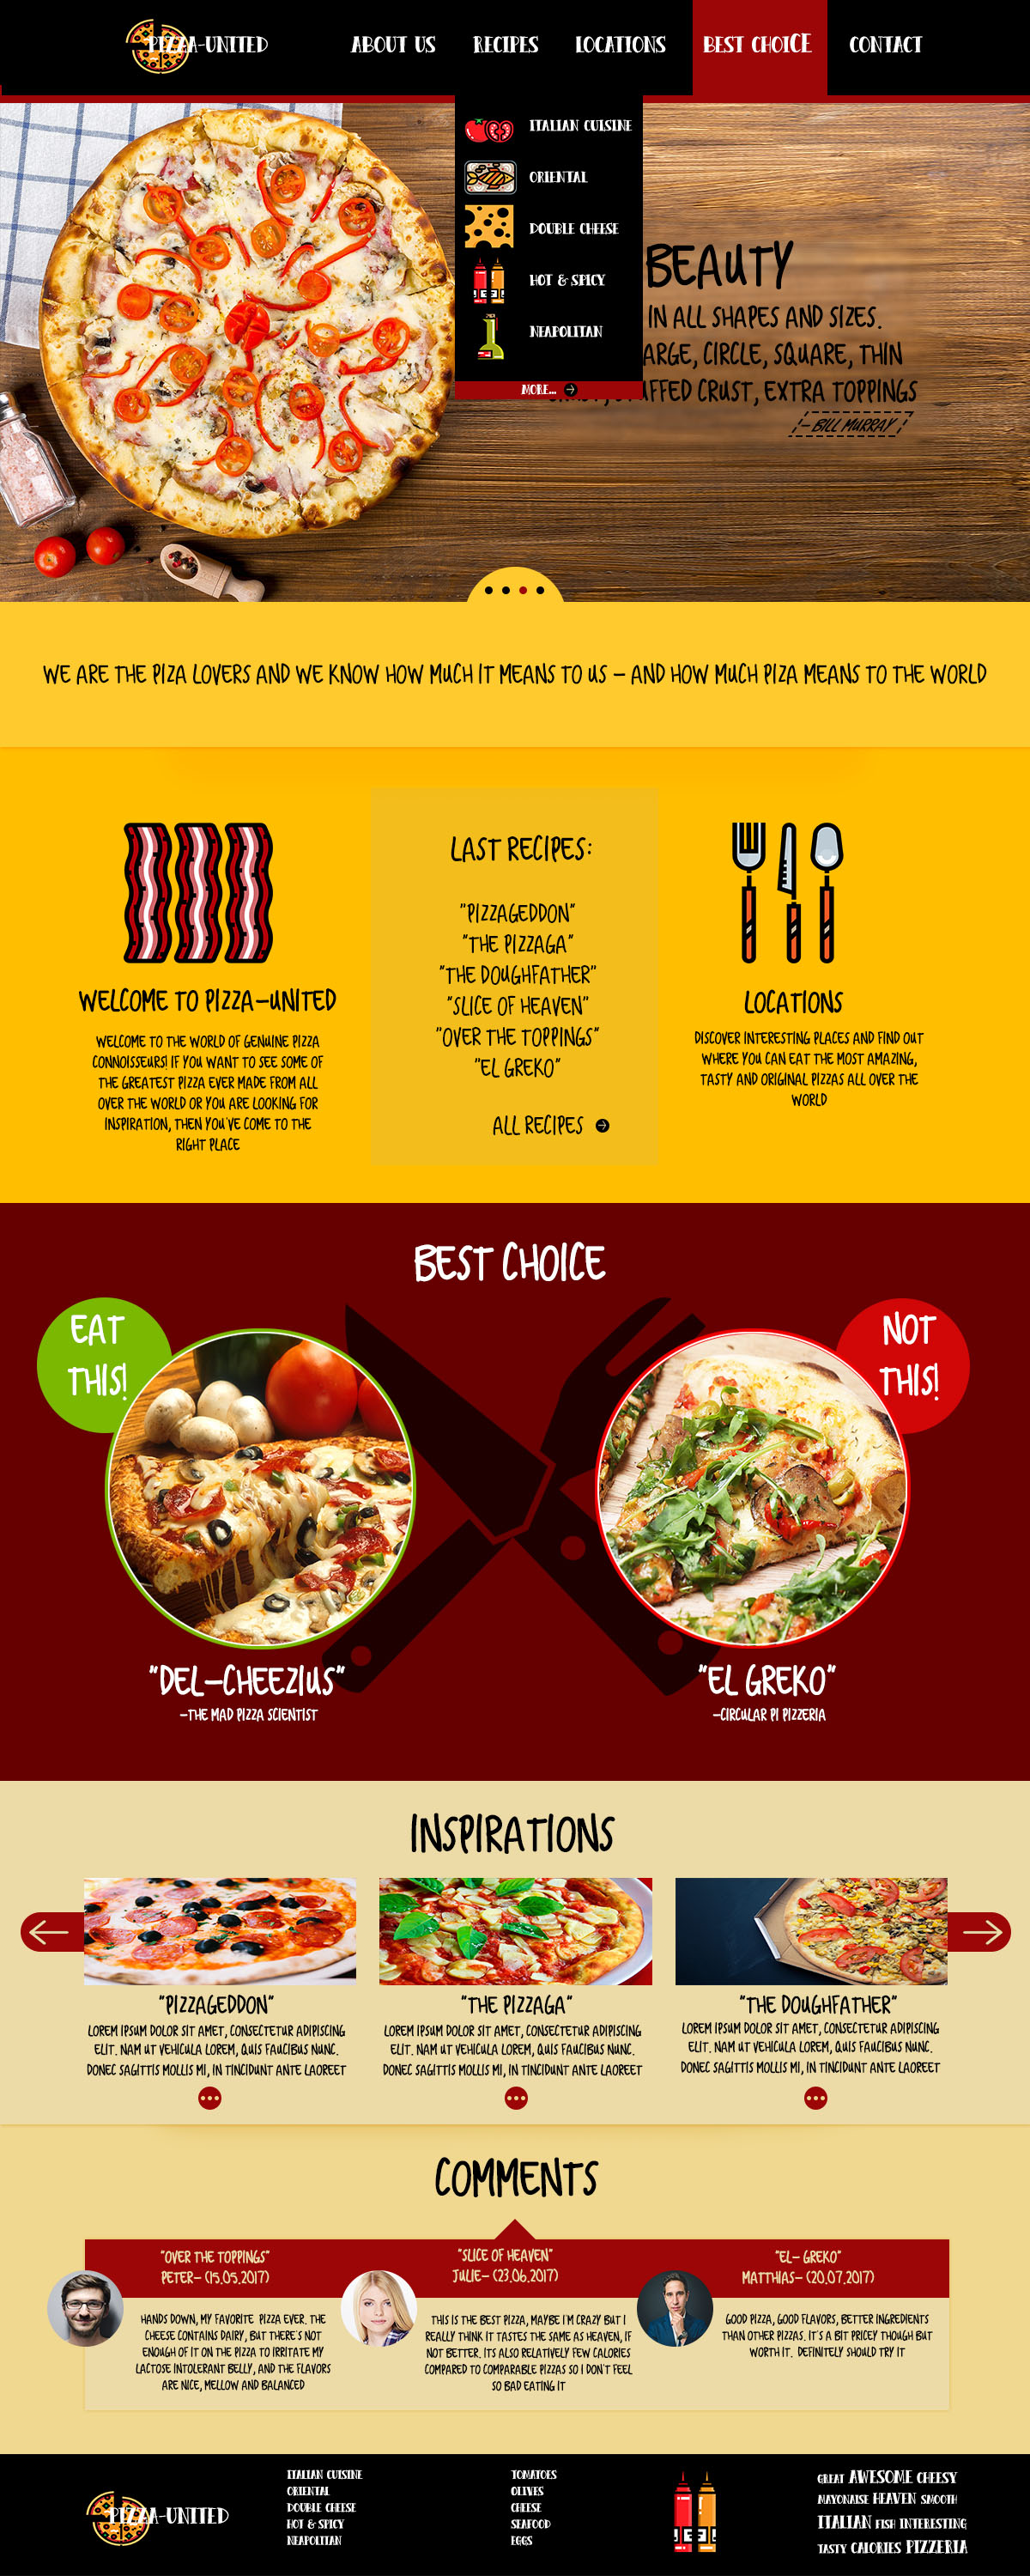 PIZZA-UNITED
ABOUT US
RECIPES
LOCATIONS
BEST CHOICE
CONTACT
ITALIAN CUISINE
ORIENTAL
DOUBLE CHEESE
HOT & SPICY
NEAPOLITAN
MORE...
BEAUTY
IN ALL SHAPES AND SIZES.
ARGE, CIRCLE, SQUARE, THIN
FFED CRUST, EXTRA TOPPINGS
- BILL MURRAY
WE ARE THE PIZA LOVERS AND WE KNOW HOW MUCH IT MEANS TO US - AND HOW MUCH PIZA MEANS TO THE WORLD
WELCOME TO PIZZA-UNITED
WELCOME TO THE WORLD OF GENUINE PIZZA
CONNOISSEURS! IF YOU WANT TO SEE SOME OF
THE GREATEST PIZZA EVER MADE FROM ALL
OVER THE WORLD OR YOU ARE LOOKING FOR
INSPIRATION, THEN YOU'VE COME TO THE
RIGHT PLACE
LAST RECIPES:
"PIZZAGEDDON"
"THE PIZZAGA"
"THE DOUGHFATHER"
"SLICE OF HEAVEN"
"OVER THE TOPPINGS"
"EL GREKO"
ALL RECIPES
LOCATIONS
DISCOVER INTERESTING PLACES AND FIND OUT
WHERE YOU CAN EAT THE MOST AMAZING,
TASTY AND ORIGINAL PIZZAS ALL OVER THE
WORLD
BEST CHOICE
EAT
THIS!
NOT
THIS!
"DEL-CHEEZIUS"
-THE MAD PIZZA SCIENTIST
"EL GREKO"
-CIRCULAR PI PIZZERIA
INSPIRATIONS
"PIZZAGEDDON"
LOREM IPSUM DOLOR SIT AMET, CONSECTETUR ADIPISCING
ELIT. NAM UT VEHICULA LOREM, QUIS FAUCIBUS NUNC.
DONEC SAGITTIS MOLLIS MI, IN TINCIDUNT ANTE LAOREET
"THE PIZZAGA"
LOREM IPSUM DOLOR SIT AMET, CONSECTETUR ADIPISCING
ELIT. NAM UT VEHICULA LOREM, QUIS FAUCIBUS NUNC.
DONEC SAGITTIS MOLLIS MI, IN TINCIDUNT ANTE LAOREET
"THE DOUGHFATHER"
LOREM IPSUM DOLOR SIT AMET, CONSECTETUR ADIPISCING
ELIT. NAM UT VEHICULA LOREM, QUIS FAUCIBUS NUNC.
DONEC SAGITTIS MOLLIS MI, IN TINCIDUNT ANTE LAOREET
COMMENTS
"OVER THE TOPPINGS"
PETER- (15.05.2017)
HANDS DOWN, MY FAVORITE PIZZA EVER. THE
CHEESE CONTAINS DAIRY, BUT THERE'S NOT
ENOUGH OF IT ON THE PIZZA TO IRRITATE MY
LACTOSE INTOLERANT BELLY, AND THE FLAVORS
ARE NICE, MELLOW AND BALANCED
"SLICE OF HEAVEN"
JULIE- (23.06.2017)
THIS IS THE BEST PIZZA, MAYBE I'M CRAZY BUT I
REALLY THINK IT TASTES THE SAME AS HEAVEN, IF
NOT BETTER. ITS ALSO RELATIVELY FEW CALORIES
COMPARED TO COMPARABLE PIZZAS SO I DON'T FEEL
SO BAD EATING IT
"EL- GREKO"
MATTHIAS- (20.07.2017)
GOOD PIZZA, GOOD FLAVORS, BETTER INGREDIENTS
THAN OTHER PIZZAS. IT'S A BIT PRICEY THOUGH BUT
WORTH IT. DEFINITELY SHOULD TRY IT
PIZZA-UNITED
ITALIAN CUISINE
ORIENTAL
DOUBLE CHEESE
HOT & SPICY
NEAPOLITAN
TOMATOES
OLIVES
CHEESE
SEAFOOD
EGGS
GREAT AWESOME CHEESY
MAYONAISE HEAVEN SMOOTH
ITALIAN FISH INTERESTING
TASTY CALORIES PIZZERIA